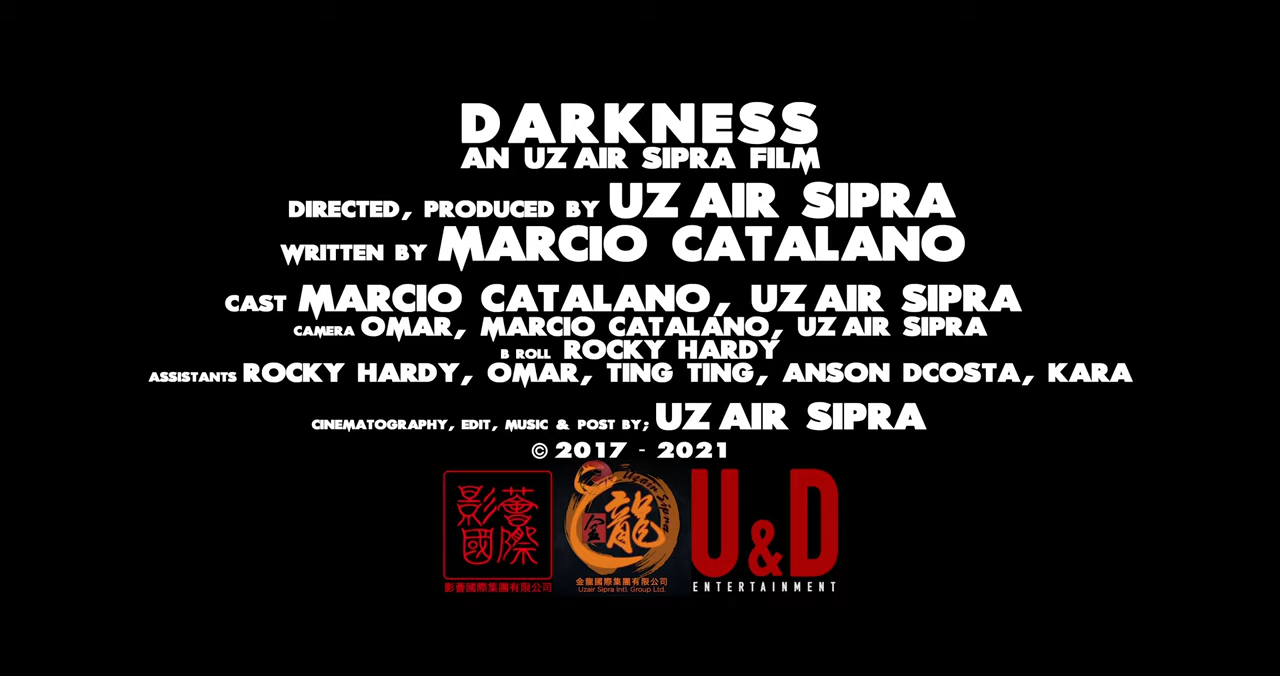 DARKNESS
AN UZAIR SIPRA FILM
DIRECTED, PRODUCED BY UZAIR SIPRA
WRITTEN BY MARCIO CATALANO
CAST MARCIO CATALANO, UZAIR SIPRA
CAMERA OMAR, MARCIO CATALANO, UZAIR SIPRA
B ROLL ROCKY HARDY
ASSISTANTS ROCKY HARDY, OMAR, TING TING, ANSON DCOSTA, KARA
CINEMATOGRAPHY, EDIT, MUSIC & POST BY; UZAIR SIPRA
© 2017 - 2021
影薈
國際
影薈國際集團有限公司
Uzair Sipra
金龍
金龍國際集團有限公司
Uzair Sipra Intl. Group Ltd.
U&D
ENTERTAINMENT